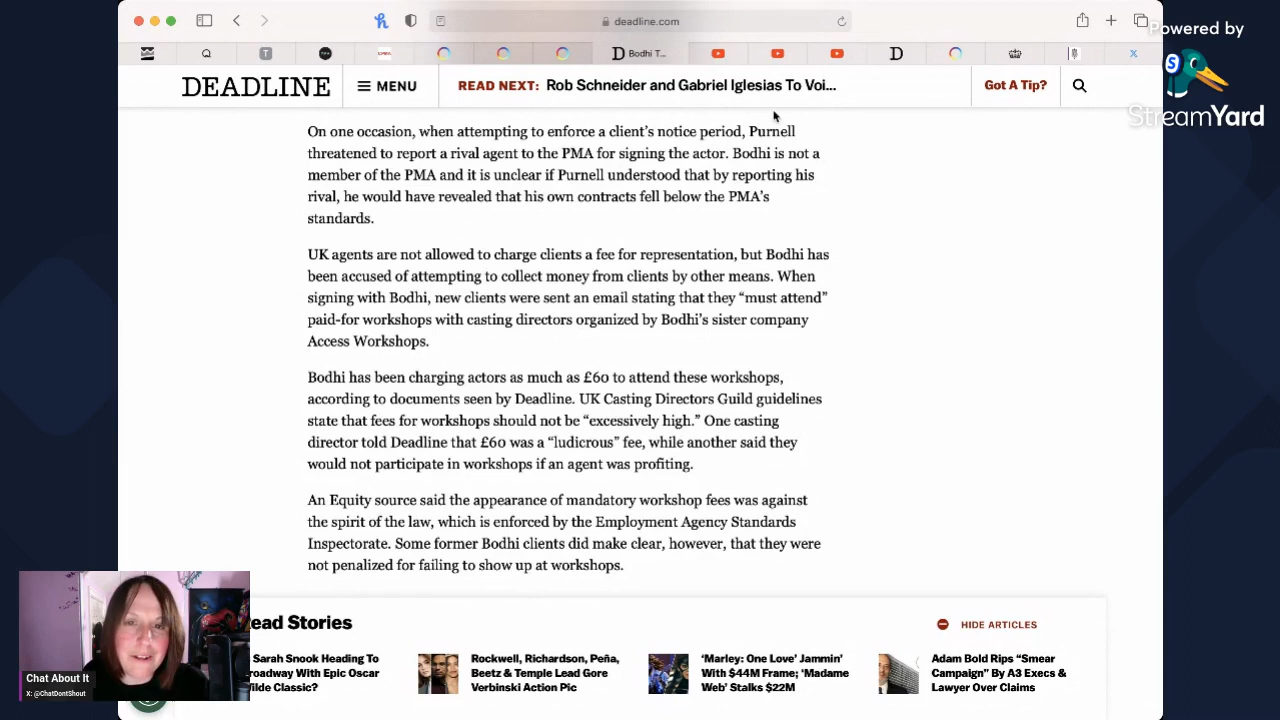 deadline.com
Bodhi T...
Powered by
StreamYard
DEADLINE
MENU
READ NEXT: Rob Schneider and Gabriel Iglesias To Voi...
Got A Tip?
On one occasion, when attempting to enforce a client's notice period, Purnell
threatened to report a rival agent to the PMA for signing the actor. Bodhi is not a
member of the PMA and it is unclear if Purnell understood that by reporting his
rival, he would have revealed that his own contracts fell below the PMA's
standards.
UK agents are not allowed to charge clients a fee for representation, but Bodhi has
been accused of attempting to collect money from clients by other means. When
signing with Bodhi, new clients were sent an email stating that they “must attend”
paid-for workshops with casting directors organized by Bodhi's sister company
Access Workshops.
Bodhi has been charging actors as much as £60 to attend these workshops,
according to documents seen by Deadline. UK Casting Directors Guild guidelines
state that fees for workshops should not be “excessively high.” One casting
director told Deadline that £60 was a “ludicrous” fee, while another said they
would not participate in workshops if an agent was profiting.
An Equity source said the appearance of mandatory workshop fees was against
the spirit of the law, which is enforced by the Employment Agency Standards
Inspectorate. Some former Bodhi clients did make clear, however, that they were
not penalized for failing to show up at workshops.
ead Stories
HIDE ARTICLES
Sarah Snook Heading To
roadway With Epic Oscar
ilde Classic?
Rockwell, Richardson, Peña,
Beetz & Temple Lead Gore
Verbinski Action Pic
‘Marley: One Love’ Jammin’
With $44M Frame; ‘Madame
Web’ Stalks $22M
Adam Bold Rips “Smear
Campaign” By A3 Execs &
Lawyer Over Claims
Chat About It
X: @ChatDontShout